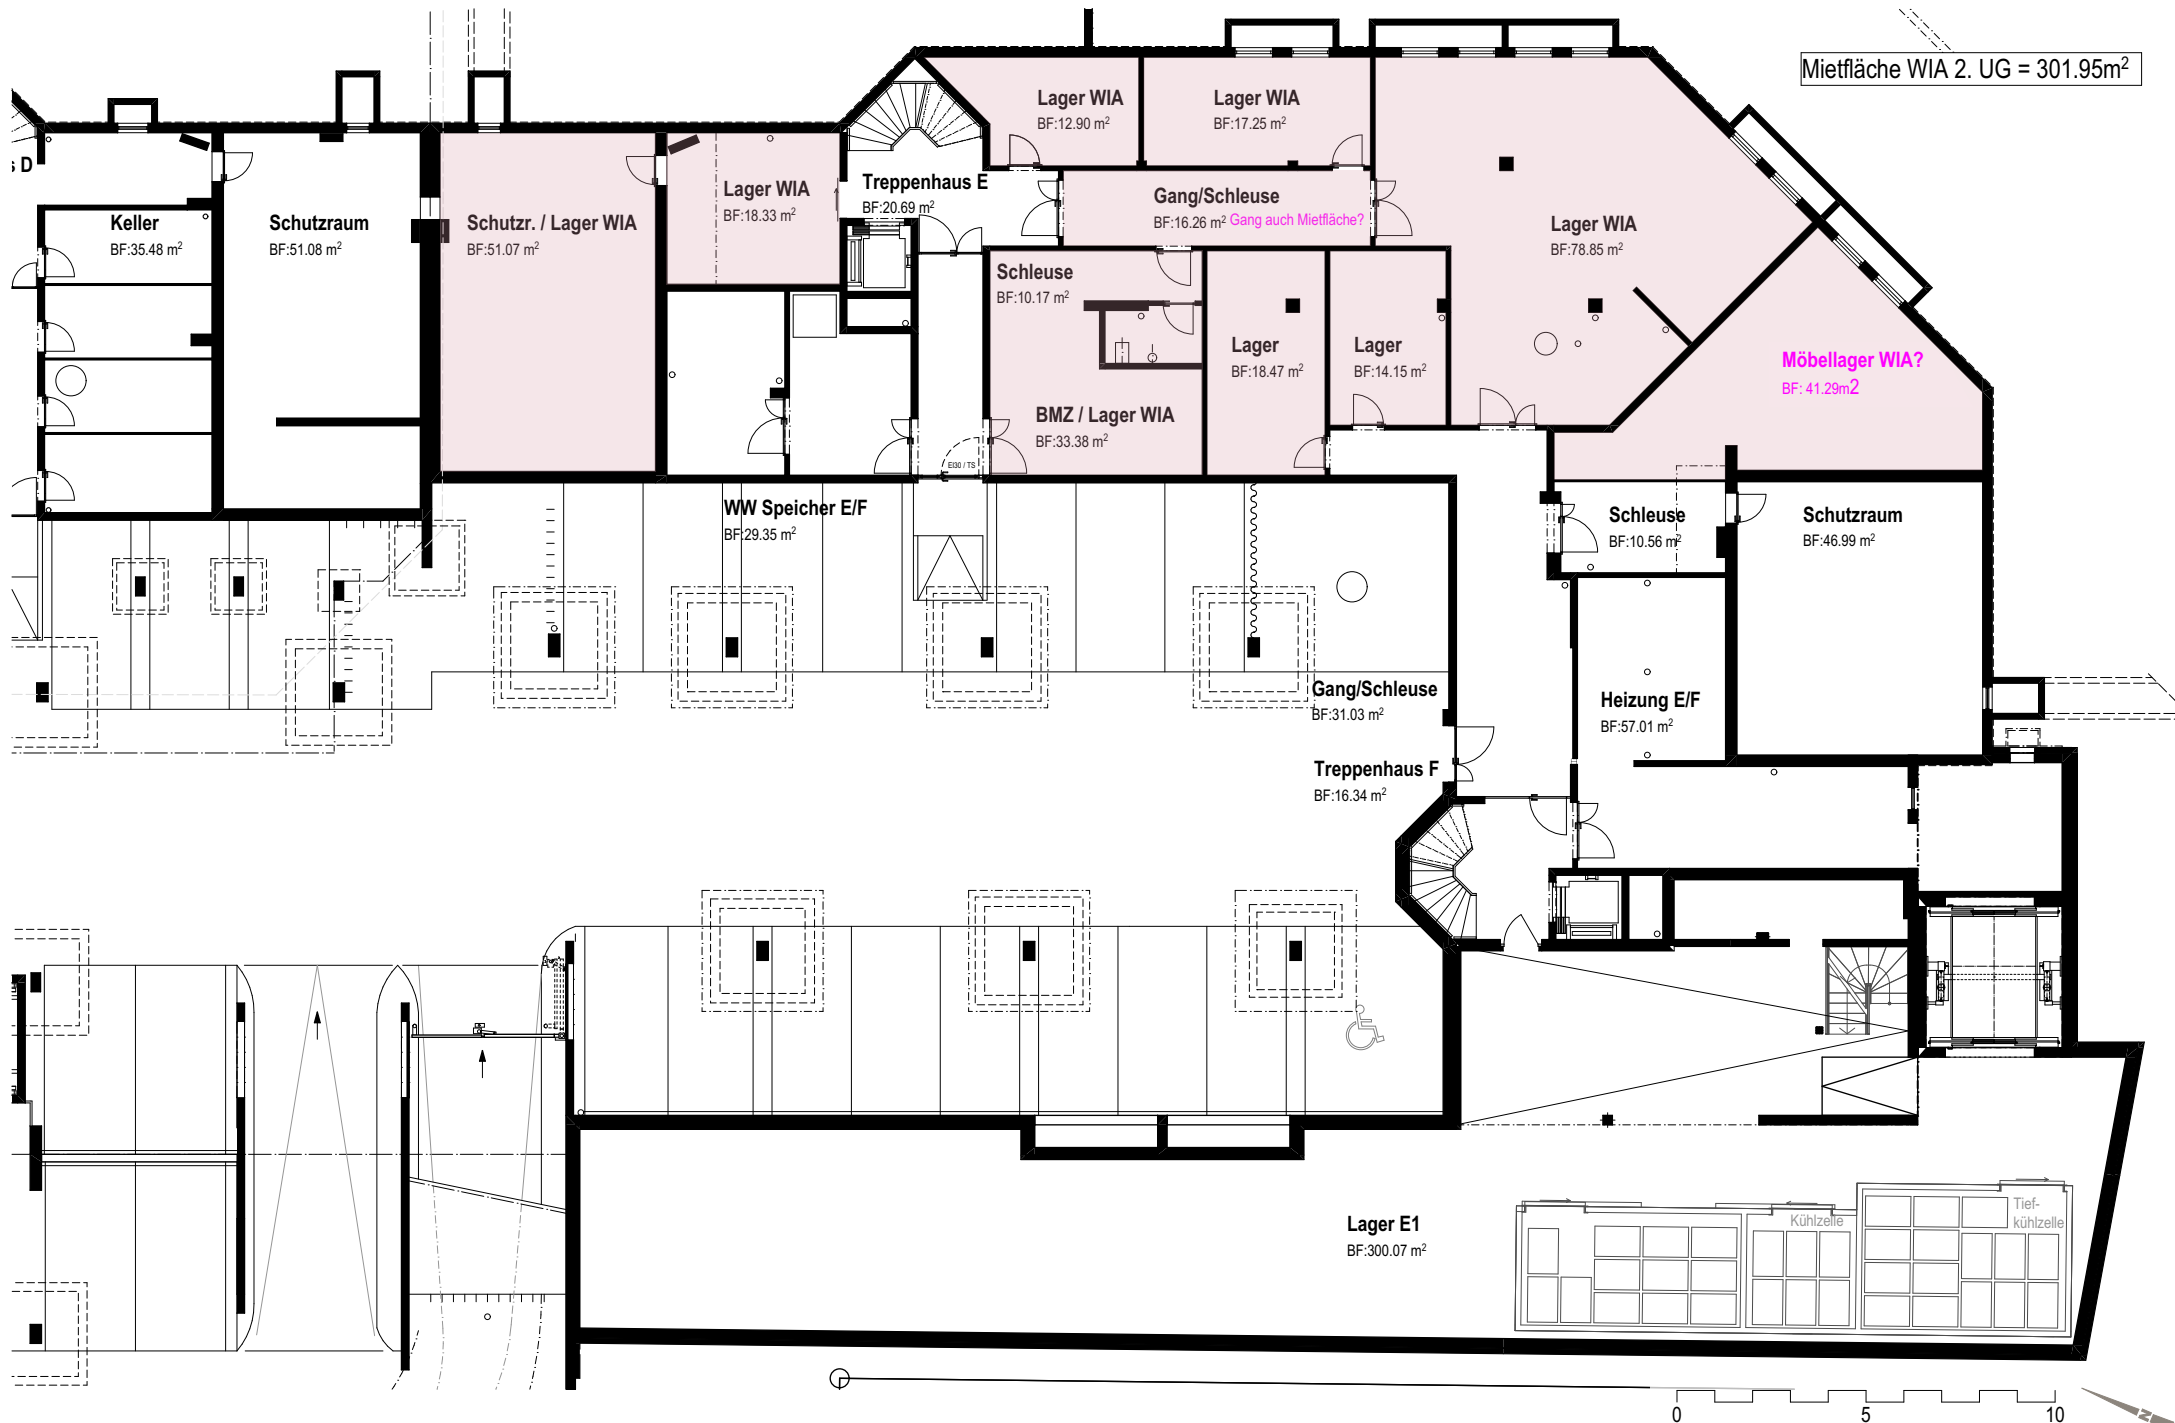 Mietfläche WIA 2. UG = 301.95m²
Lager WIA
BF:12.90 m²
Lager WIA
BF:17.25 m²
s D
Keller
BF:35.48 m²
Schutzraum
BF:51.08 m²
Schutzr. / Lager WIA
BF:51.07 m²
Lager WIA
BF:18.33 m²
Treppenhaus E
BF:20.69 m²
Gang/Schleuse
BF:16.26 m² Gang auch Mietfläche?
Lager WIA
BF:78.85 m²
Schleuse
BF:10.17 m²
Lager
BF:18.47 m²
Lager
BF:14.15 m²
Möbellager WIA?
BF: 41.29m2
BMZ / Lager WIA
BF:33.38 m²
EI30 / TS
WW Speicher E/F
BF:29.35 m²
Schleuse
BF:10.56 m²
Schutzraum
BF:46.99 m²
Gang/Schleuse
BF:31.03 m²
Heizung E/F
BF:57.01 m²
Treppenhaus F
BF:16.34 m²
Lager E1
BF:300.07 m²
Kühlzelle
Tief-
kühlzelle
0 5 10
N